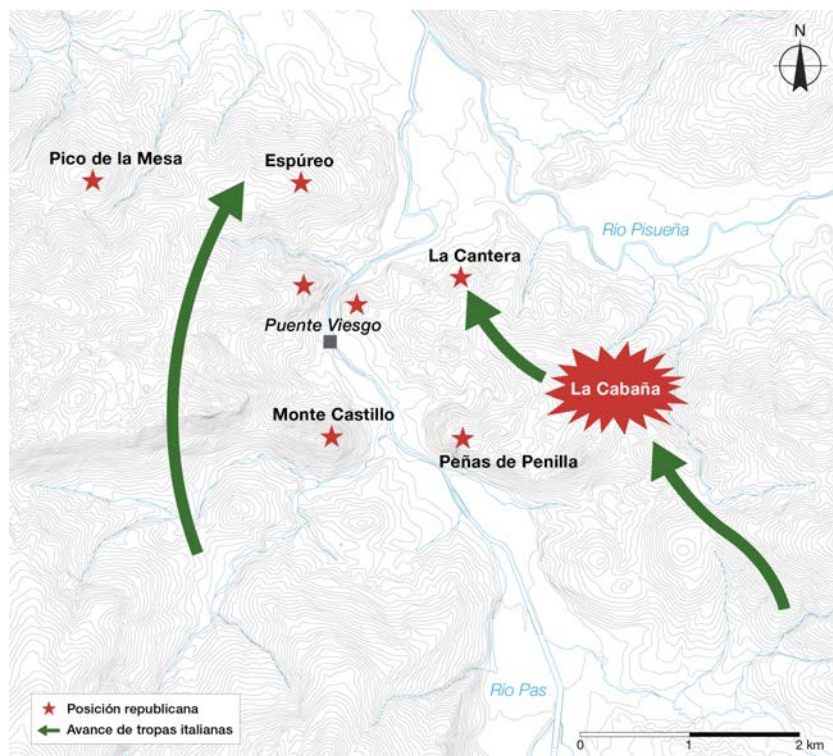 N
Pico de la Mesa
Espúreo
Río Pisueña
La Cantera
Puente Viesgo
La Cabaña
Monte Castillo
Peñas de Penilla
Río Pas
Posición republicana
Avance de tropas italianas
0 1 2 km